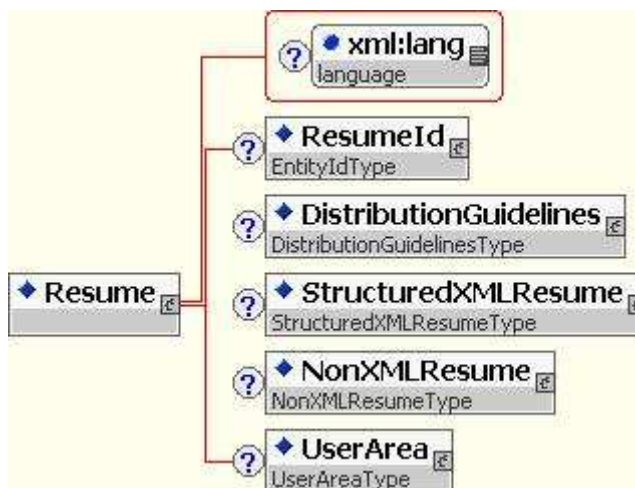 ? xml:lang
language
? ResumeId
EntityIdType
? DistributionGuidelines
DistributionGuidelinesType
Resume
? StructuredXMLResume
StructuredXMLResumeType
? NonXMLResume
NonXMLResumeType
? UserArea
UserAreaType